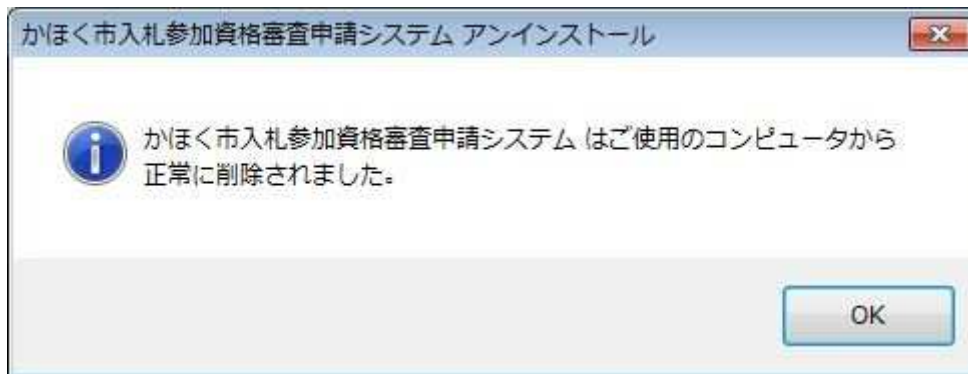 かほく市入札参加資格審査申請システム アンインストール
かほく市入札参加資格審査申請システム はご使用のコンピュータから
正常に削除されました。
OK